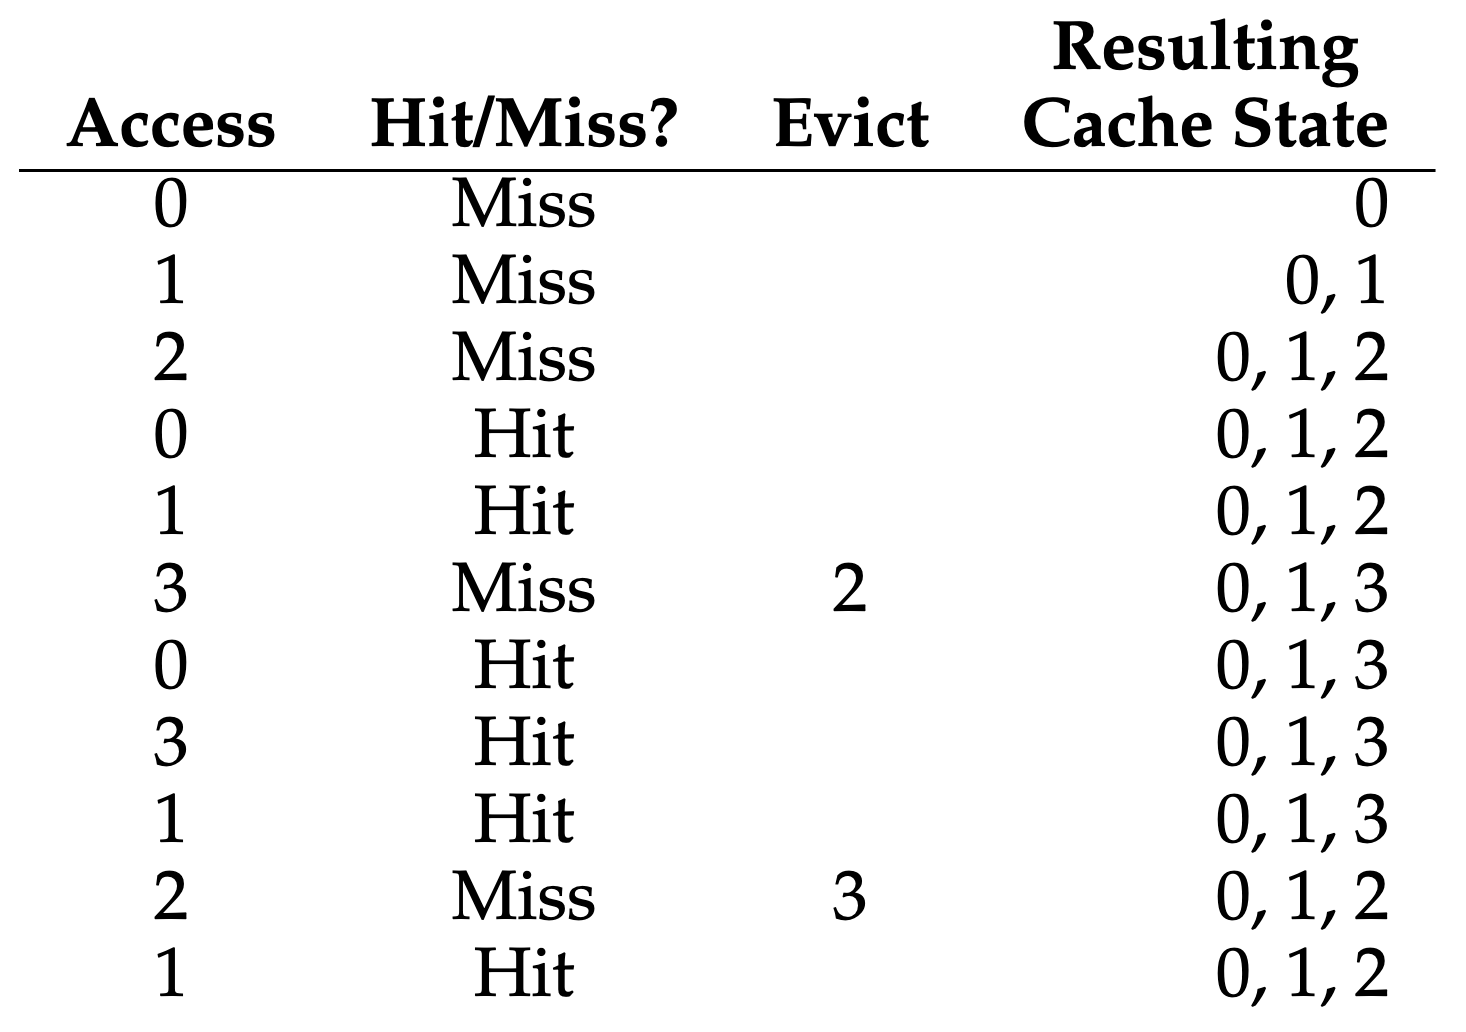 Resulting
Access Hit/Miss? Evict Cache State
0 Miss 0
1 Miss 0, 1
2 Miss 0, 1, 2
0 Hit 0, 1, 2
1 Hit 0, 1, 2
3 Miss 2 0, 1, 3
0 Hit 0, 1, 3
3 Hit 0, 1, 3
1 Hit 0, 1, 3
2 Miss 3 0, 1, 2
1 Hit 0, 1, 2